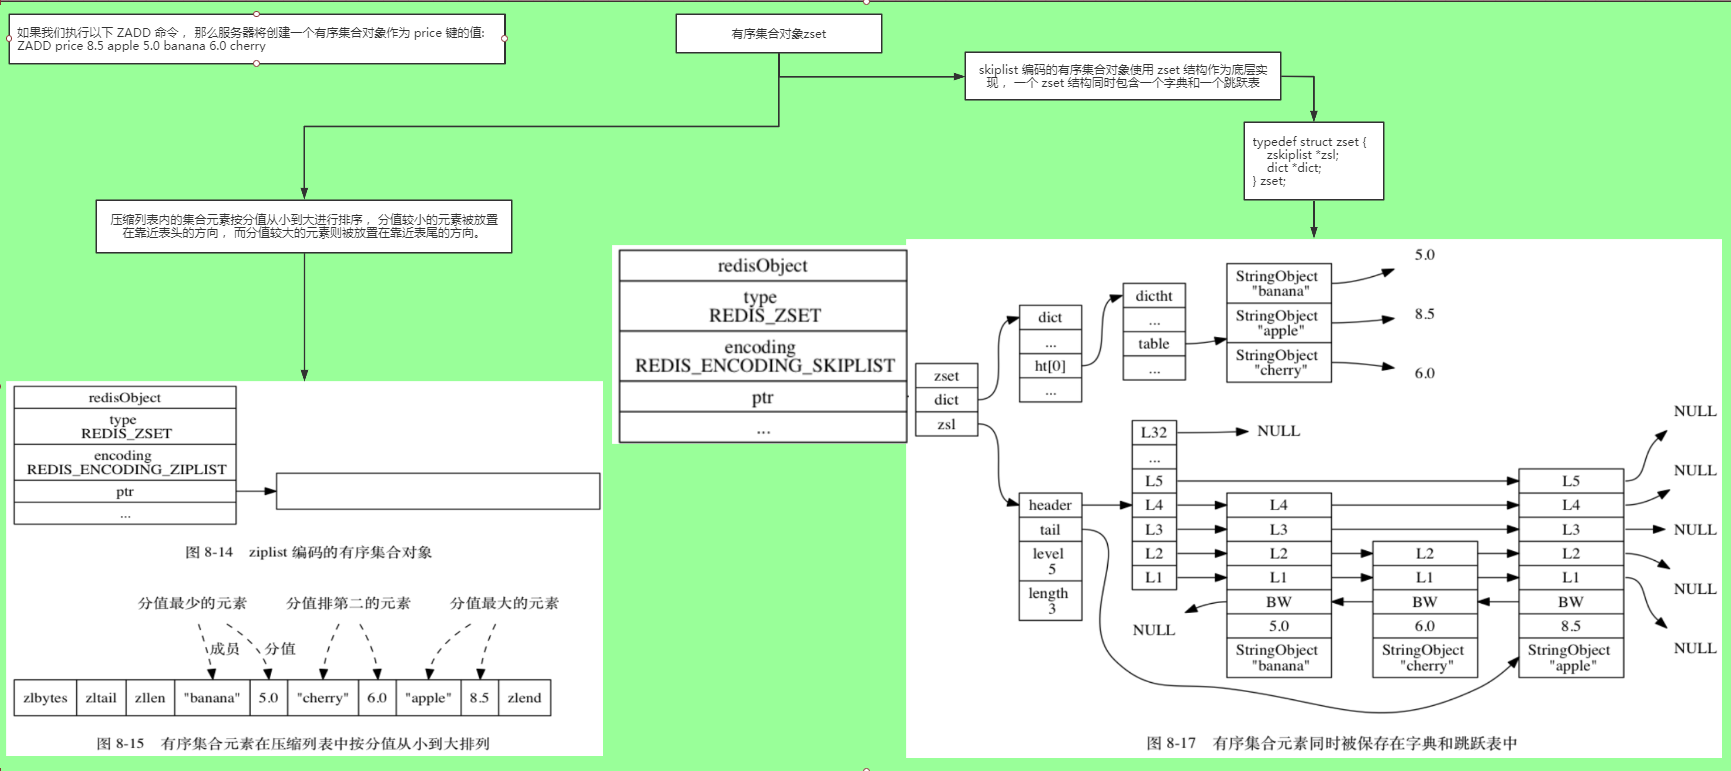 如果我们执行以下 ZADD 命令， 那么服务器将创建一个有序集合对象作为 price 键的值:
ZADD price 8.5 apple 5.0 banana 6.0 cherry
有序集合对象zset
skiplist 编码的有序集合对象使用 zset 结构作为底层实
现， 一个 zset 结构同时包含一个字典和一个跳跃表
typedef struct zset {
zskiplist *zsl;
dict *dict;
} zset;
压缩列表内的集合元素按分值从小到大进行排序， 分值较小的元素被放置
在靠近表头的方向， 而分值较大的元素则被放置在靠近表尾的方向。
redisObject
type
REDIS_ZSET
encoding
REDIS_ENCODING_ZIPLIST
ptr
...
图 8-14 ziplist 编码的有序集合对象
分值最少的元素
分值排第二的元素
分值最大的元素
成员
分值
zlbytes
zltail
zllen
"banana"
5.0
"cherry"
6.0
"apple"
8.5
zlend
图 8-15 有序集合元素在压缩列表中按分值从小到大排列
redisObject
type
REDIS_ZSET
encoding
REDIS_ENCODING_SKIPLIST
ptr
...
zset
dict
zsl
dict
...
ht[0]
...
dictht
...
table
...
StringObject
"banana"
StringObject
"apple"
StringObject
"cherry"
5.0
8.5
6.0
header
tail
level
5
length
3
L32
...
L5
L4
L3
L2
L1
NULL
NULL
L4
L3
L2
L1
BW
5.0
StringObject
"banana"
L2
L1
BW
6.0
StringObject
"cherry"
L5
L4
L3
L2
L1
BW
8.5
StringObject
"apple"
NULL
NULL
NULL
NULL
NULL
图 8-17 有序集合元素同时被保存在字典和跳跃表中